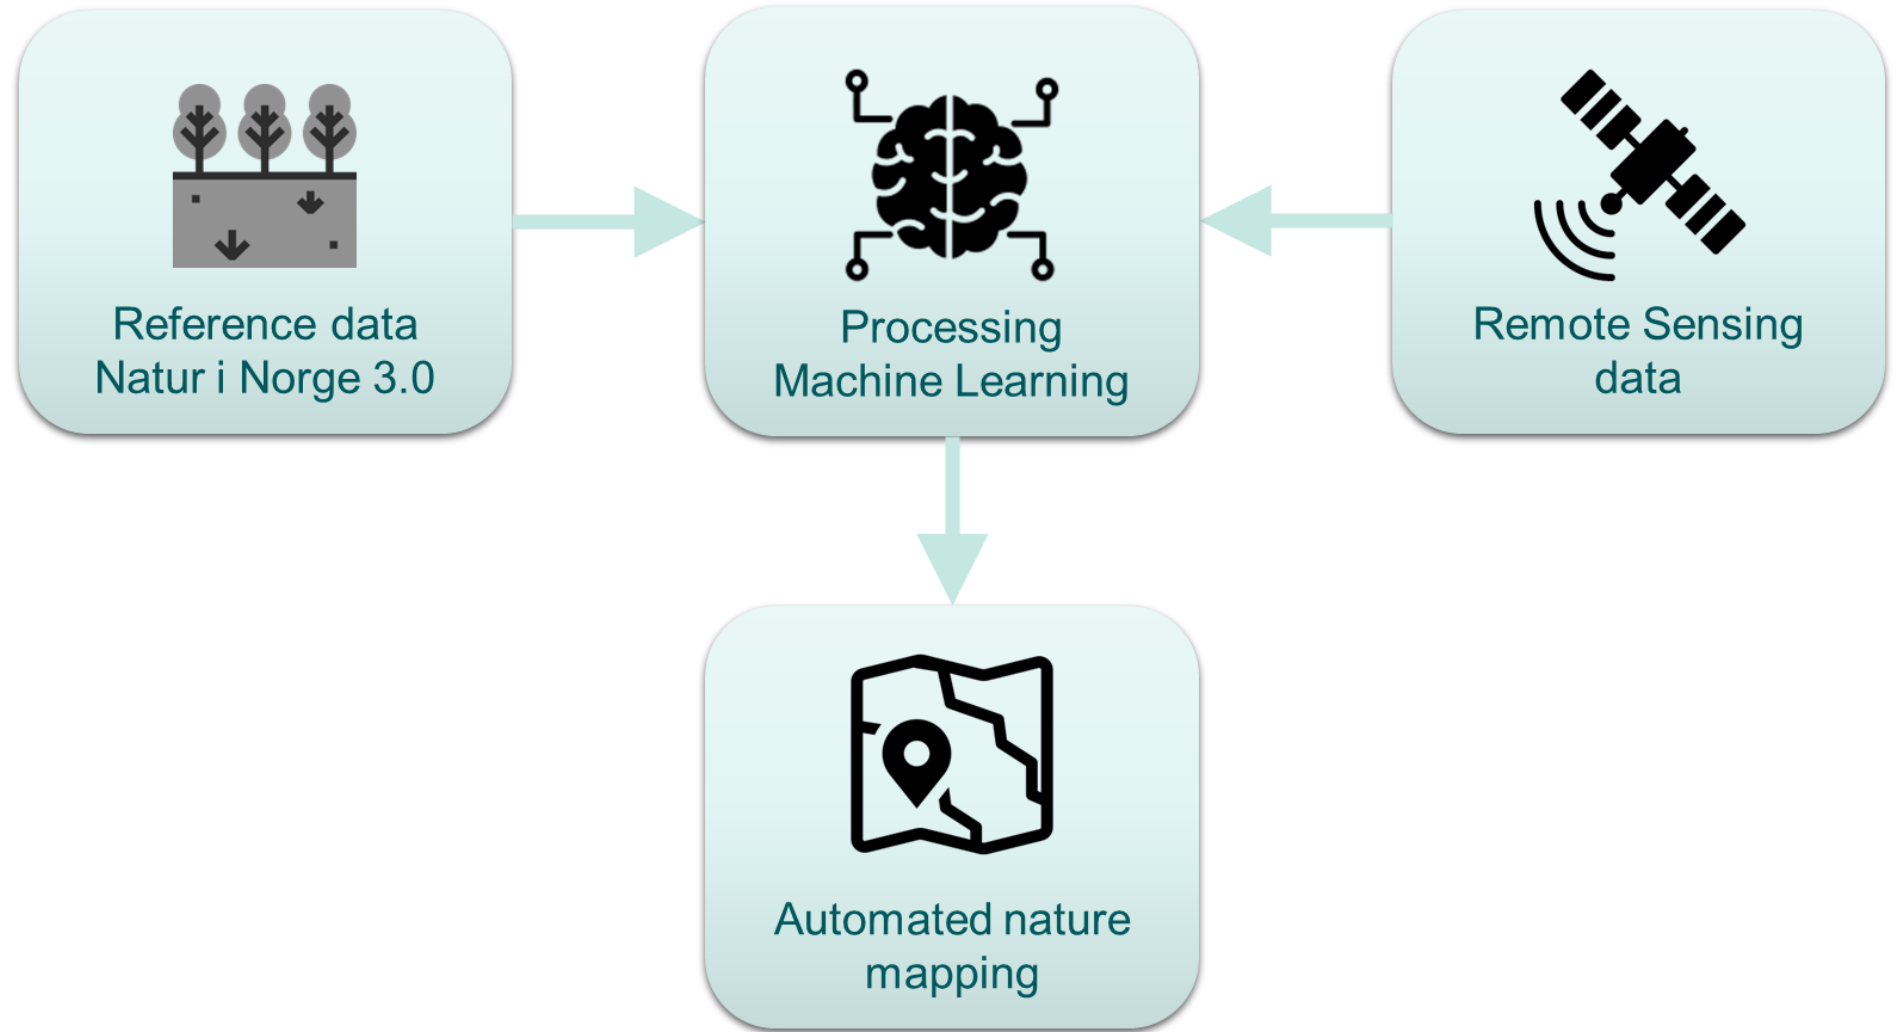 Reference data
Natur i Norge 3.0
Processing
Machine Learning
Remote Sensing
data
Automated nature
mapping